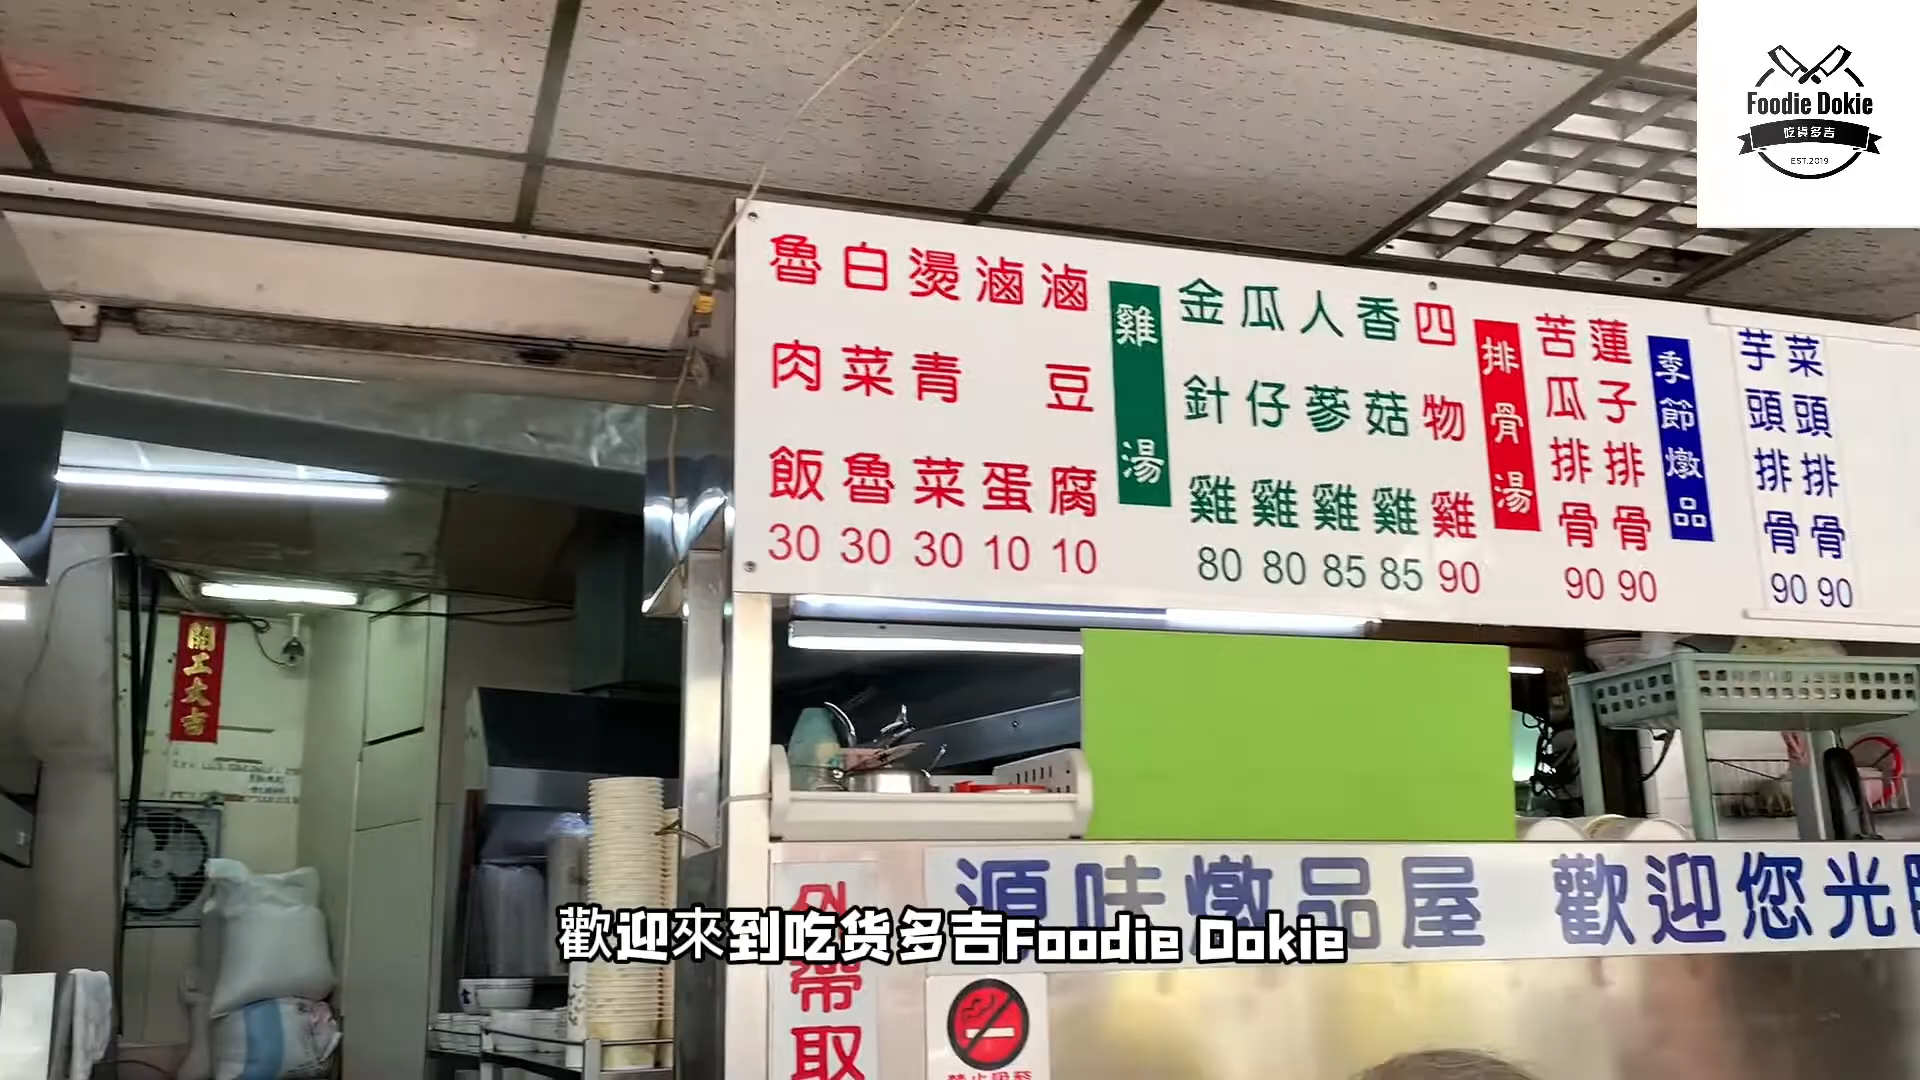 Foodie Dokie
吃貨多吉
EST.2019
魯肉飯 30
白菜魯 30
燙青菜 30
滷蛋 10
滷豆腐 10
雞湯
金針雞 80
瓜仔雞 80
人蔘雞 85
香菇雞 85
四物雞 90
排骨湯
苦瓜排骨 90
蓮子排骨 90
季節燉品
芋頭排骨 90
菜頭排骨 90
開工大吉
源味燉品屋 歡迎您光
歡迎來到吃货多吉Foodie Dokie
帶取
禁止吸菸